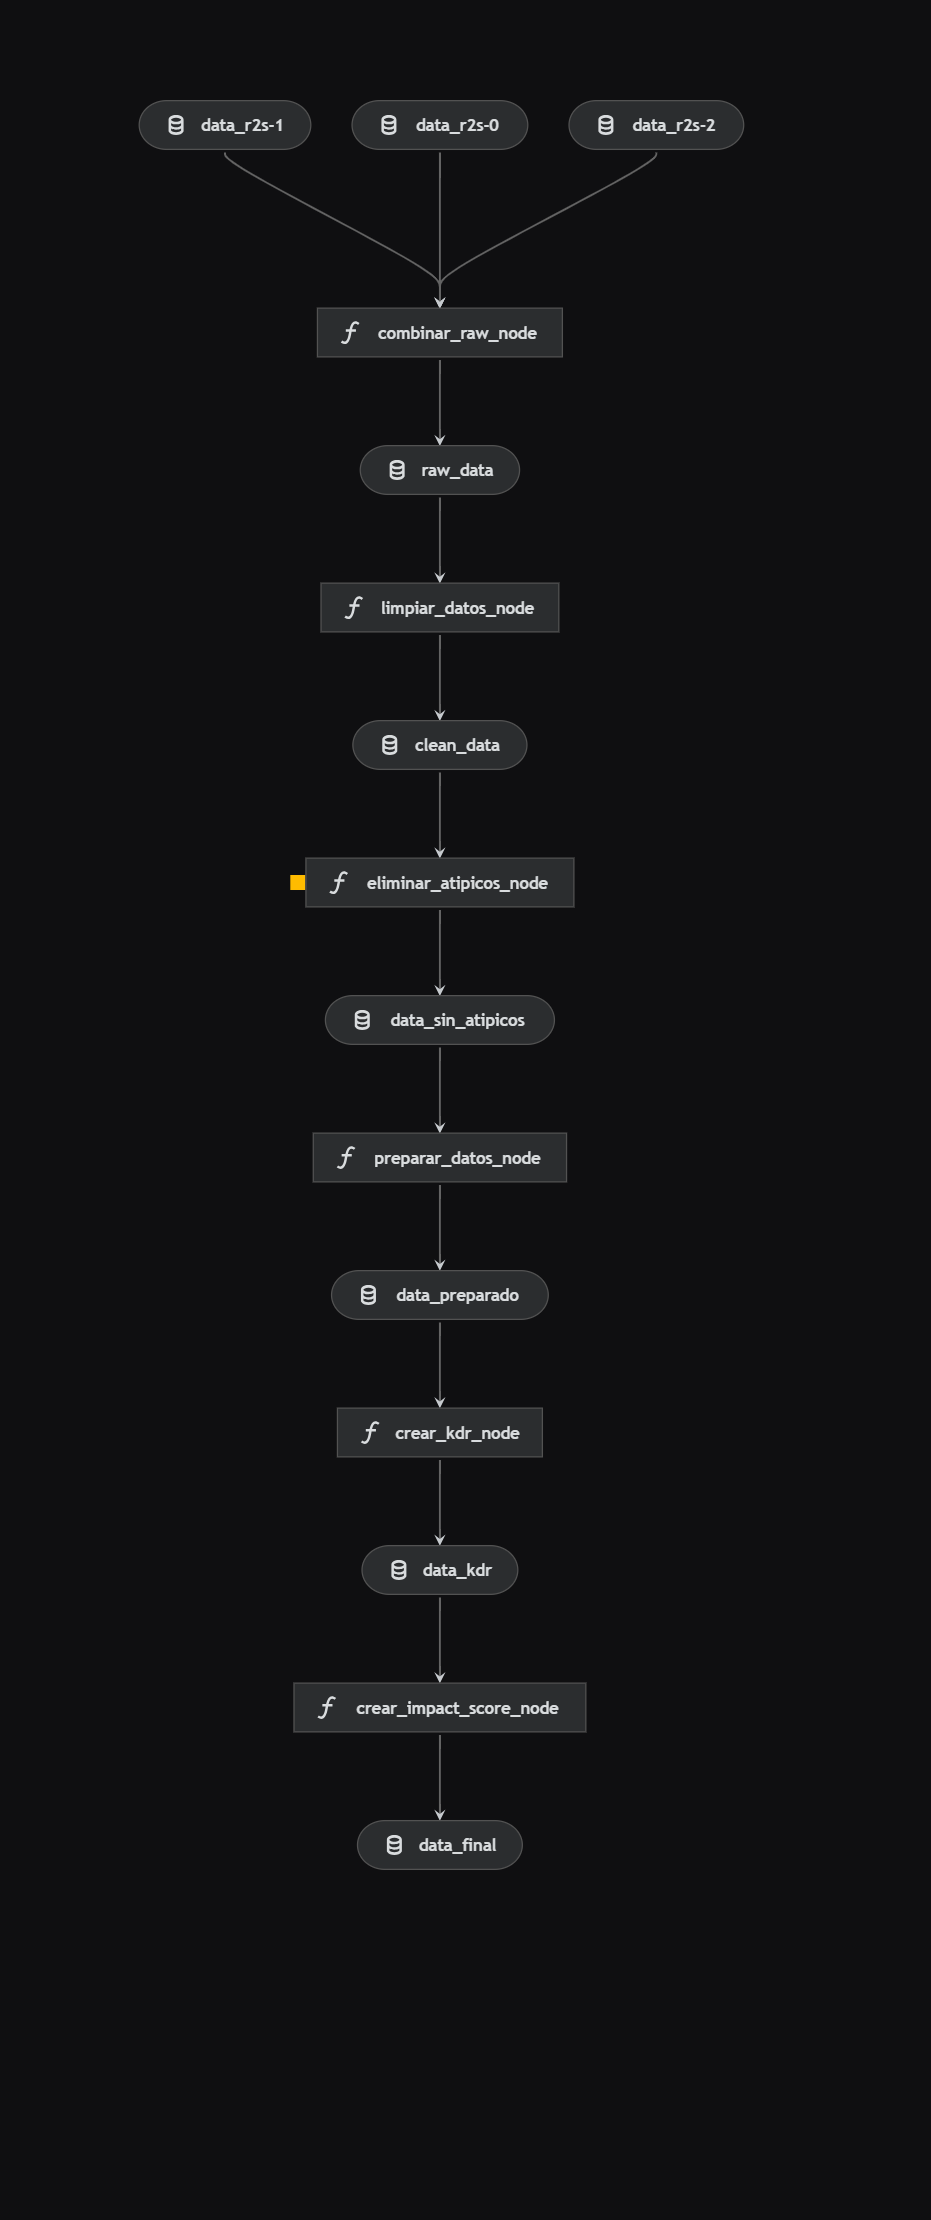 data_r2s-1
data_r2s-0
data_r2s-2
combinar_raw_node
raw_data
limpiar_datos_node
clean_data
eliminar_atipicos_node
data_sin_atipicos
preparar_datos_node
data_preparado
crear_kdr_node
data_kdr
crear_impact_score_node
data_final